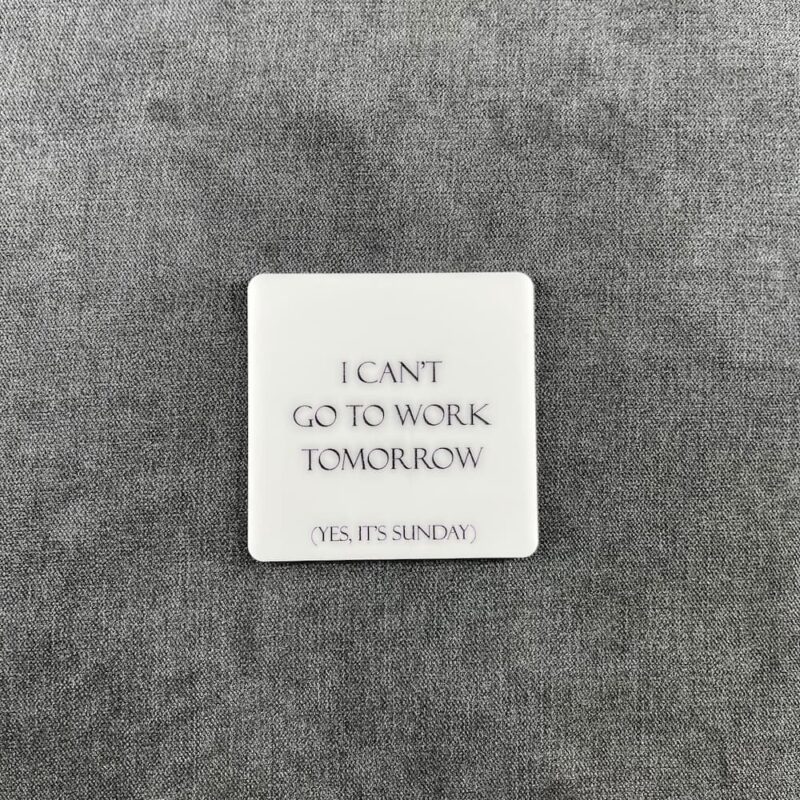 I CAN'T
GO TO WORK
TOMORROW
(YES, IT'S SUNDAY)